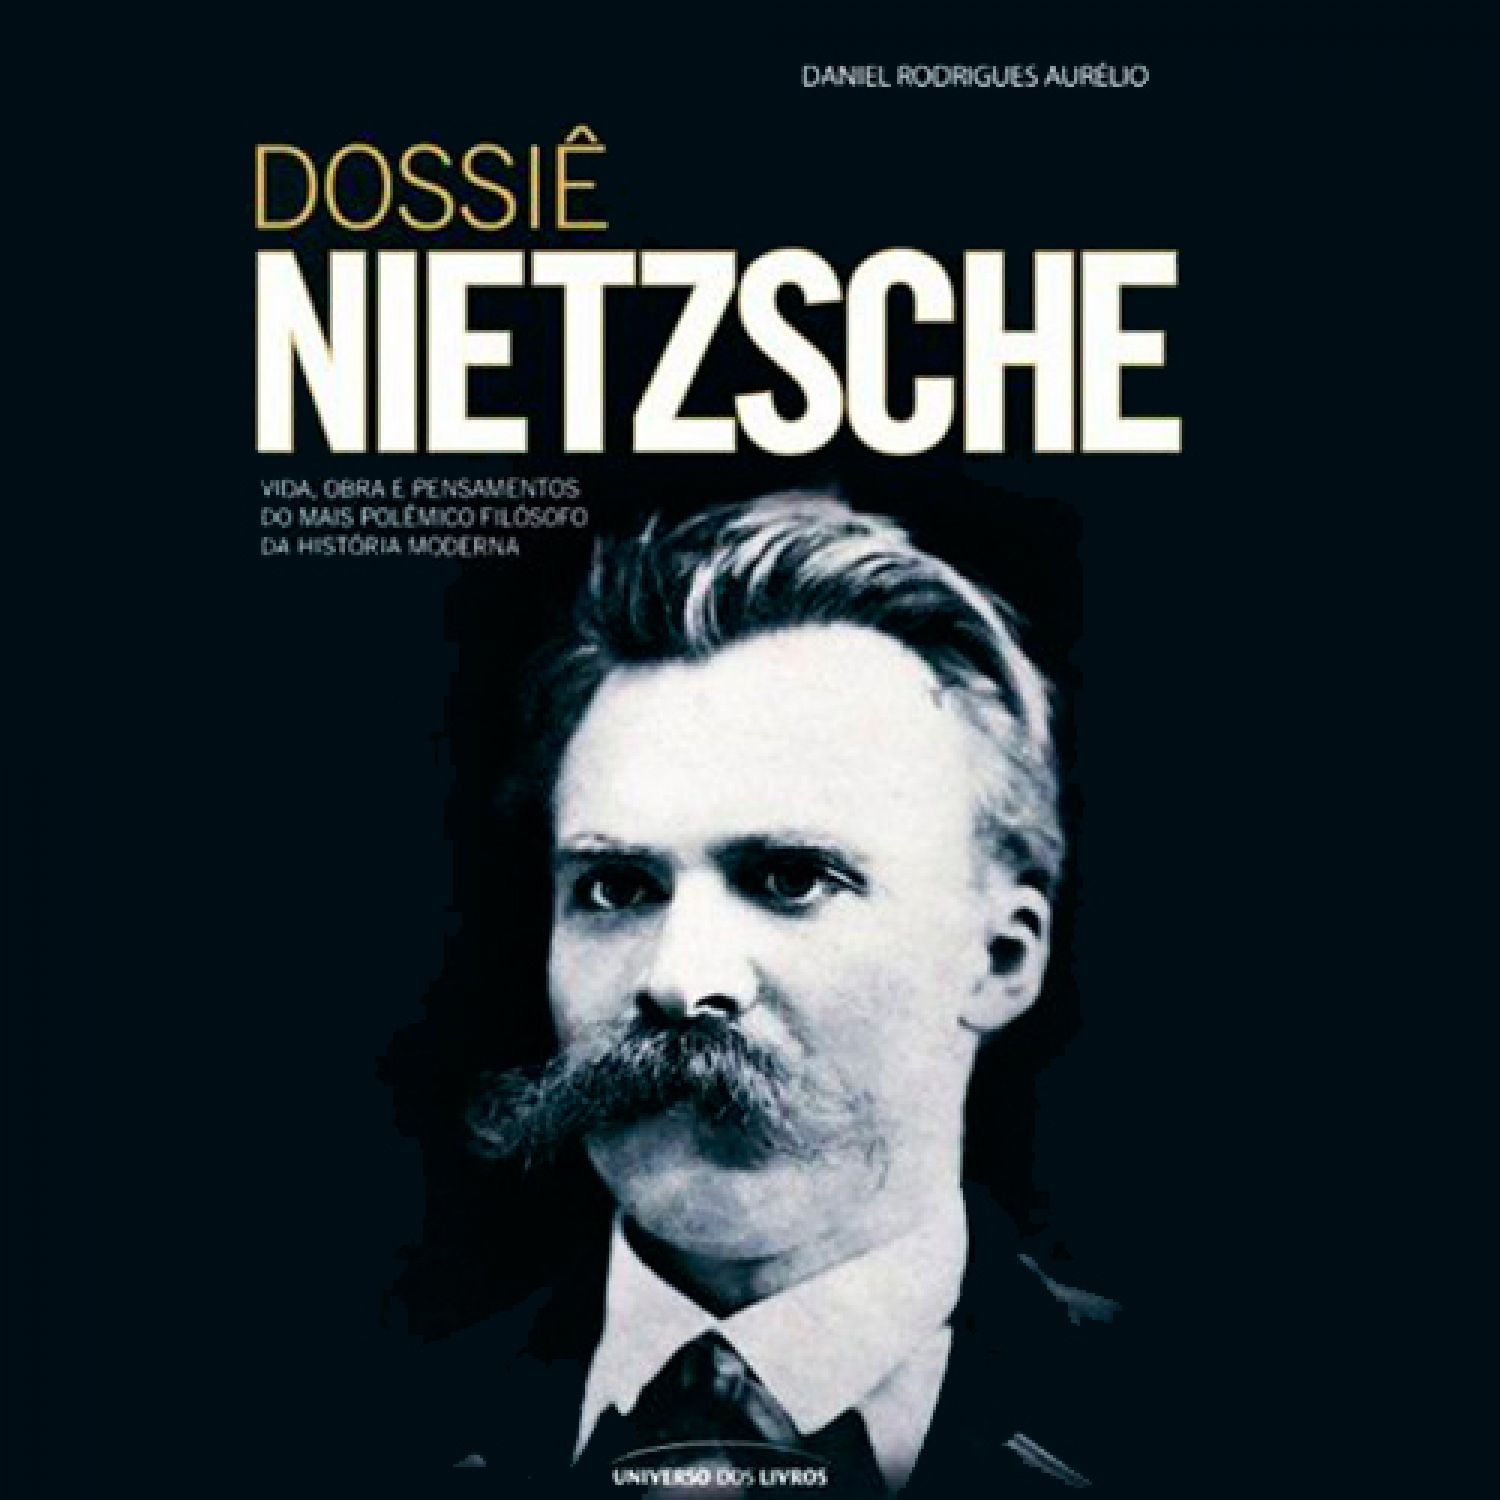 DANIEL RODRIGUES AURÉLIO
DOSSIÊ
NIETZSCHE
VIDA, OBRA E PENSAMENTOS
DO MAIS POLÊMICO FILÓSOFO
DA HISTÓRIA MODERNA
UNIVERSO DOS LIVROS